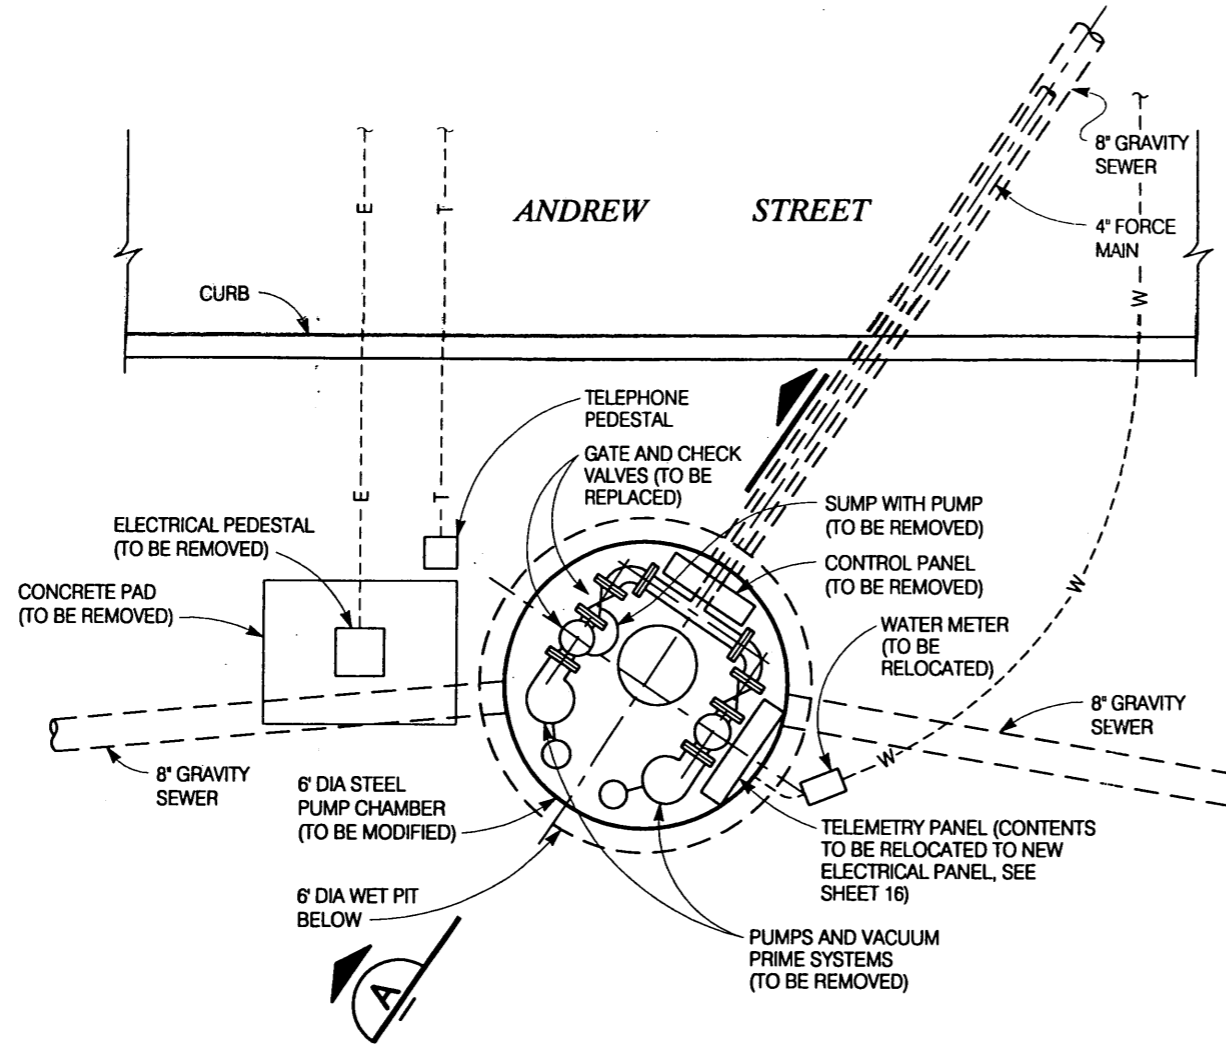 8" GRAVITY
SEWER
E
T
ANDREW STREET
4" FORCE
MAIN
CURB
W
TELEPHONE
PEDESTAL
GATE AND CHECK
VALVES (TO BE
REPLACED)
E
T
SUMP WITH PUMP
(TO BE REMOVED)
ELECTRICAL PEDESTAL
(TO BE REMOVED)
CONTROL PANEL
(TO BE REMOVED)
CONCRETE PAD
(TO BE REMOVED)
W
WATER METER
(TO BE
RELOCATED)
8" GRAVITY
SEWER
W
8" GRAVITY
SEWER
6' DIA STEEL
PUMP CHAMBER
(TO BE MODIFIED)
TELEMETRY PANEL (CONTENTS
TO BE RELOCATED TO NEW
ELECTRICAL PANEL, SEE
SHEET 16)
6' DIA WET PIT
BELOW
PUMPS AND VACUUM
PRIME SYSTEMS
(TO BE REMOVED)
A